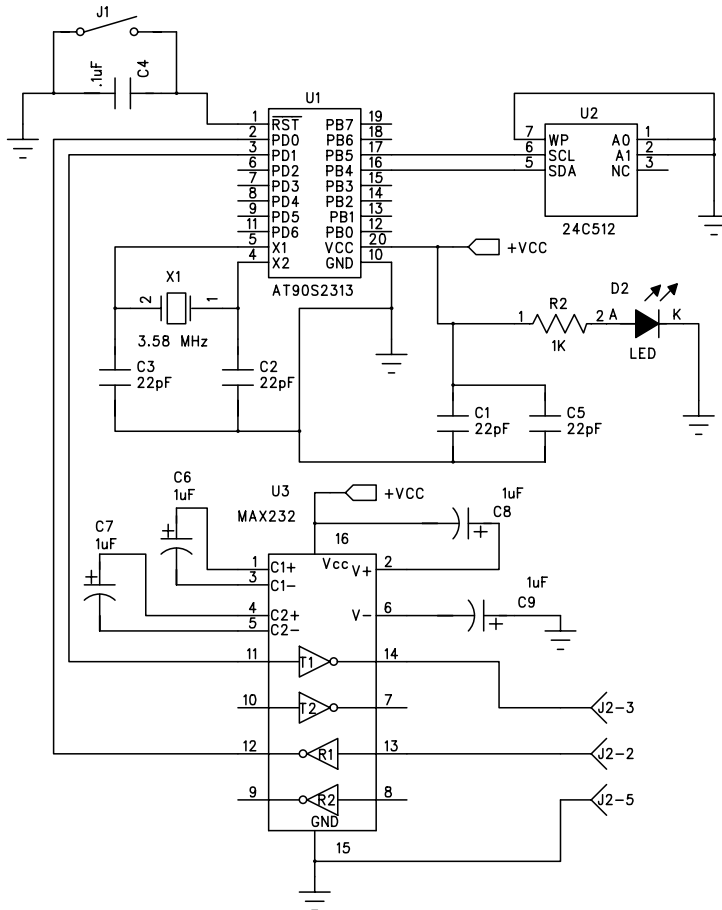 J1
.1uF
C4
U1
1 RST PB7 19
2 PD0 PB6 18
3 PD1 PB5 17
6 PD2 PB4 16
7 PD3 PB3 15
8 PD4 PB2 14
9 PD5 PB1 13
11 PD6 PB0 12
5 X1 VCC 20
4 X2 GND 10
AT90S2313
U2
7 WP A0 1
6 SCL A1 2
5 SDA NC 3
24C512
+VCC
X1
2 1
3.58 MHz
R2
1 2
1K
D2
A K
LED
C3
22pF
C2
22pF
C1
22pF
C5
22pF
U3
MAX232
+VCC
C6
1uF
+
C7
1uF
+
1uF
C8
+
1uF
C9
+
16
Vcc
1 C1+ V+ 2
3 C1-
4 C2+ V- 6
5 C2-
11 T1 14
10 T2 7
12 R1 13
9 R2 8
GND
15
J2-3
J2-2
J2-5